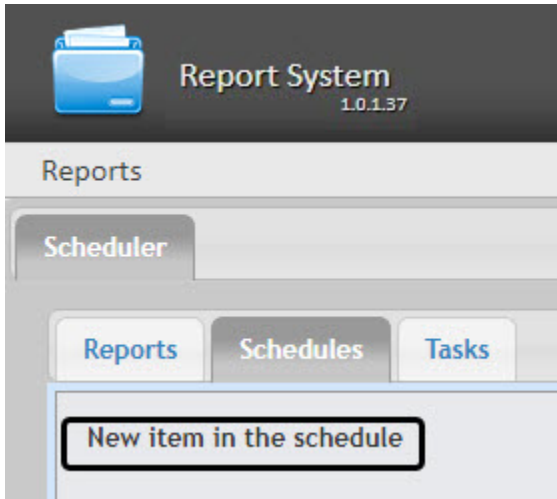 Report System
1.0.1.37
Reports
Scheduler
Reports Schedules Tasks
New item in the schedule